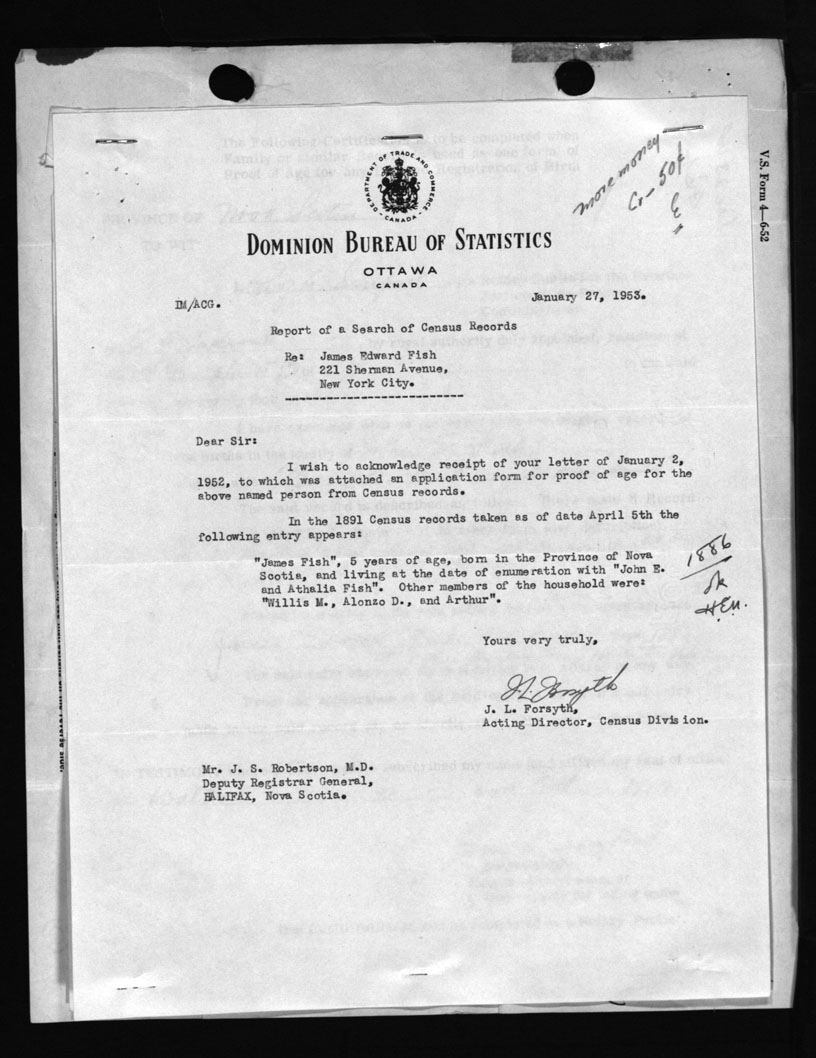 DEPARTMENT OF TRADE AND COMMERCE
CANADA
more money
Cr - 50¢
E
V.S. Form 4—6-52
DOMINION BUREAU OF STATISTICS
OTTAWA
CANADA
IM/ACG.
January 27, 1953.
Report of a Search of Census Records
Re: James Edward Fish
221 Sherman Avenue,
New York City.
Dear Sir:
I wish to acknowledge receipt of your letter of January 2,
1952, to which was attached an application form for proof of age for the
above named person from Census records.
In the 1891 Census records taken as of date April 5th the
following entry appears:
"James Fish", 5 years of age, born in the Province of Nova
Scotia, and living at the date of enumeration with "John E.
and Athalia Fish". Other members of the household were:
"Willis M., Alonzo D., and Arthur".
1886
ok
H.E.M.
Yours very truly,
J. L. Forsyth
J. L. Forsyth,
Acting Director, Census Division.
Mr. J. S. Robertson, M.D.
Deputy Registrar General,
HALIFAX, Nova Scotia.